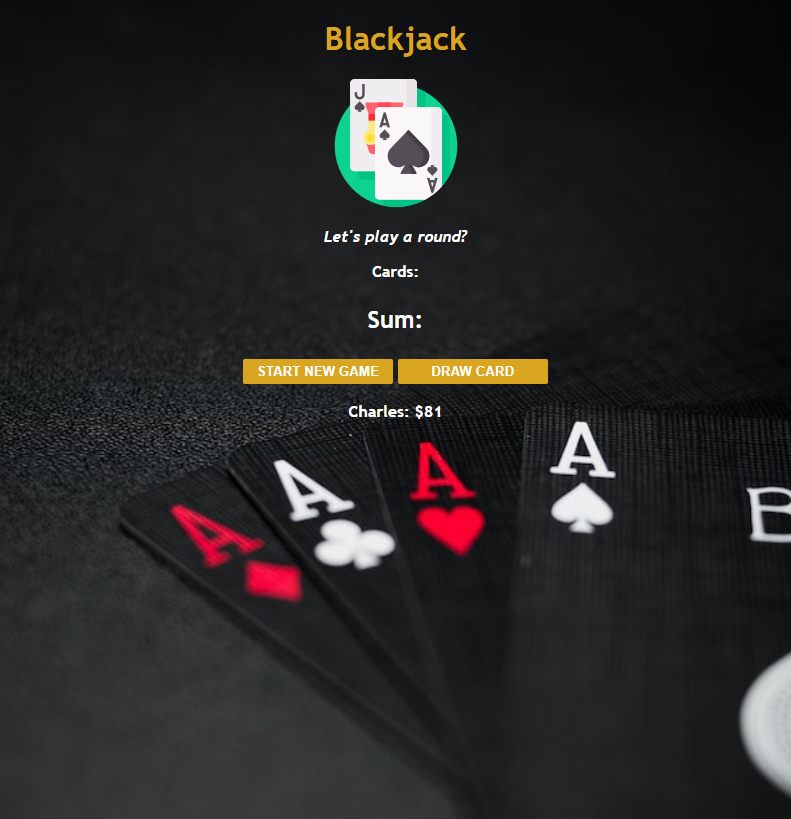 Blackjack
J
A
A
Let's play a round?
Cards:
Sum:
START NEW GAME DRAW CARD
Charles: $81
A A A A
B